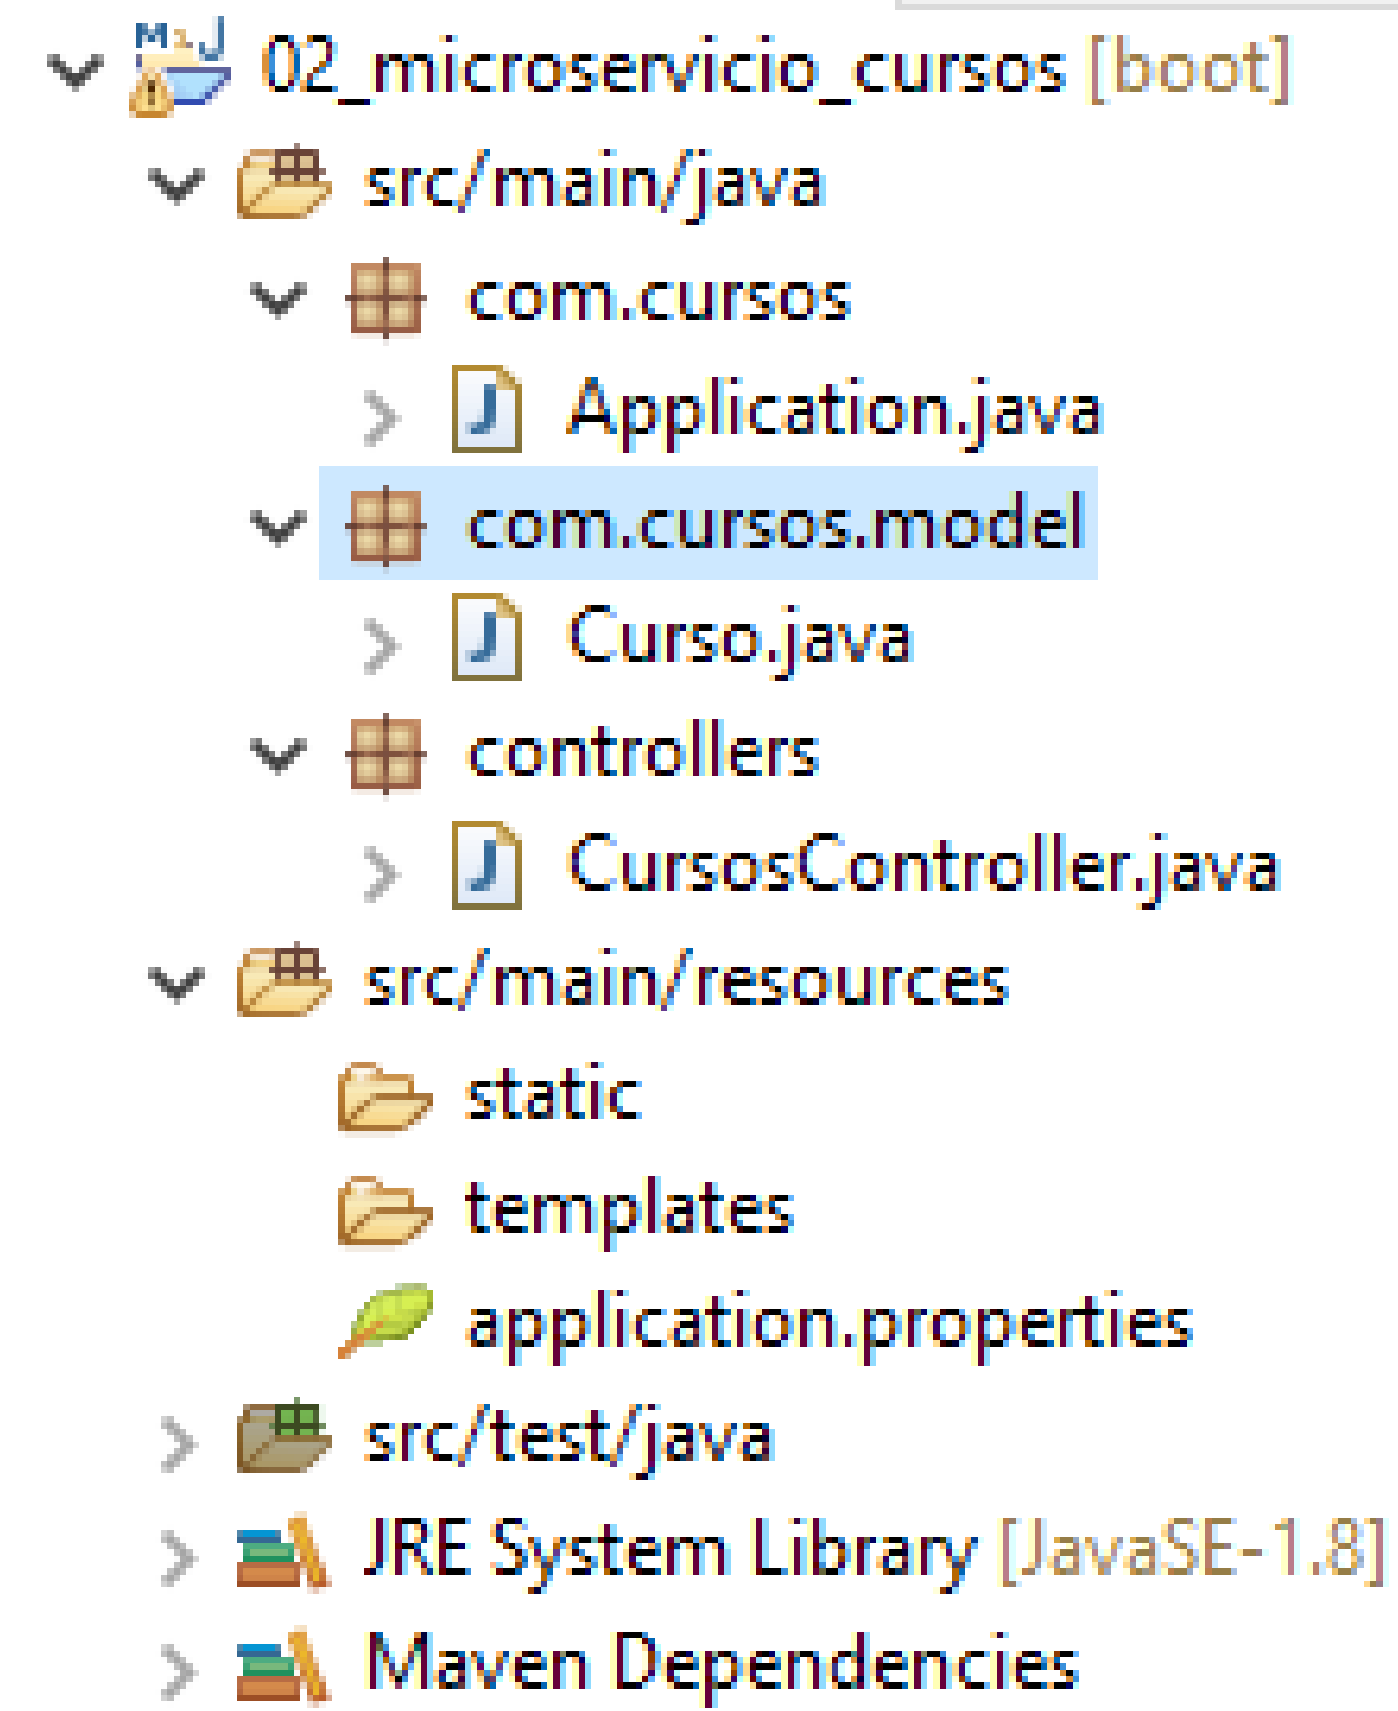 02_microservicio_cursos [boot]
src/main/java
com.cursos
Application.java
com.cursos.model
Curso.java
controllers
CursosController.java
src/main/resources
static
templates
application.properties
src/test/java
JRE System Library [JavaSE-1.8]
Maven Dependencies